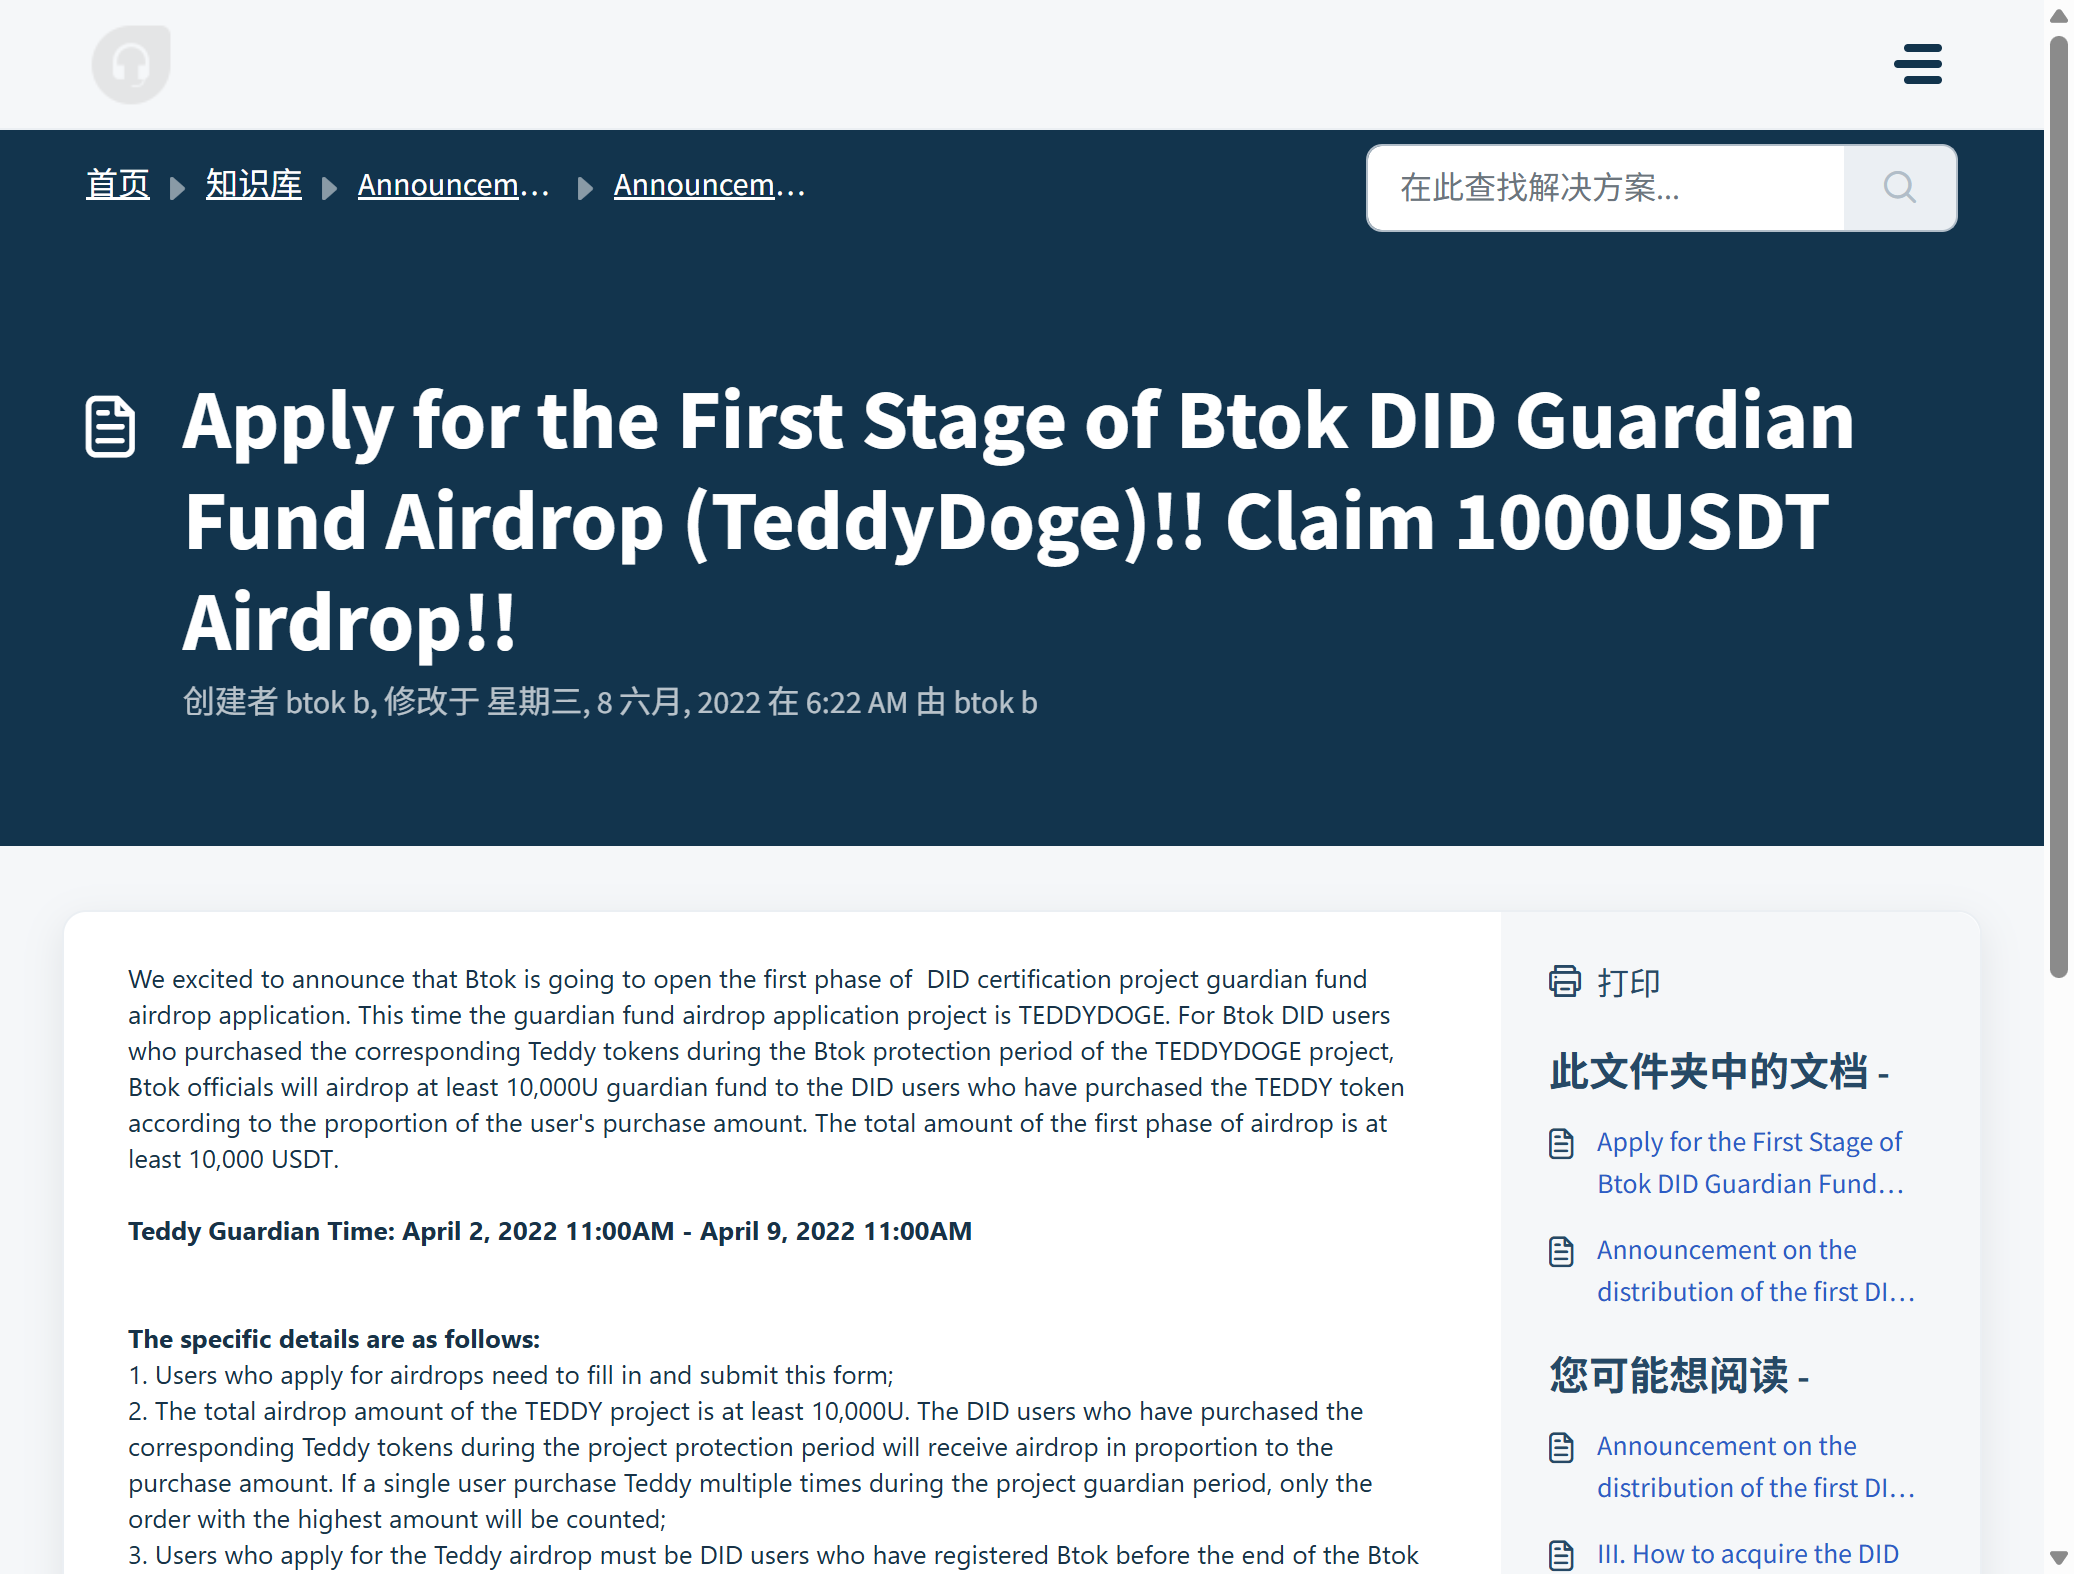 首页 知识库 Announcem... Announcem...
在此查找解决方案...
Apply for the First Stage of Btok DID Guardian
Fund Airdrop (TeddyDoge)!! Claim 1000USDT
Airdrop!!
创建者 btok b, 修改于 星期三, 8 六月, 2022 在 6:22 AM 由 btok b
We excited to announce that Btok is going to open the first phase of  DID certification project guardian fund
airdrop application. This time the guardian fund airdrop application project is TEDDYDOGE. For Btok DID users
who purchased the corresponding Teddy tokens during the Btok protection period of the TEDDYDOGE project,
Btok officials will airdrop at least 10,000U guardian fund to the DID users who have purchased the TEDDY token
according to the proportion of the user's purchase amount. The total amount of the first phase of airdrop is at
least 10,000 USDT.
Teddy Guardian Time: April 2, 2022 11:00AM - April 9, 2022 11:00AM
The specific details are as follows:
1. Users who apply for airdrops need to fill in and submit this form;
2. The total airdrop amount of the TEDDY project is at least 10,000U. The DID users who have purchased the
corresponding Teddy tokens during the project protection period will receive airdrop in proportion to the
purchase amount. If a single user purchase Teddy multiple times during the project guardian period, only the
order with the highest amount will be counted;
3. Users who apply for the Teddy airdrop must be DID users who have registered Btok before the end of the Btok
打印
此文件夹中的文档 -
Apply for the First Stage of
Btok DID Guardian Fund...
Announcement on the
distribution of the first DI...
您可能想阅读 -
Announcement on the
distribution of the first DI...
III. How to acquire the DID